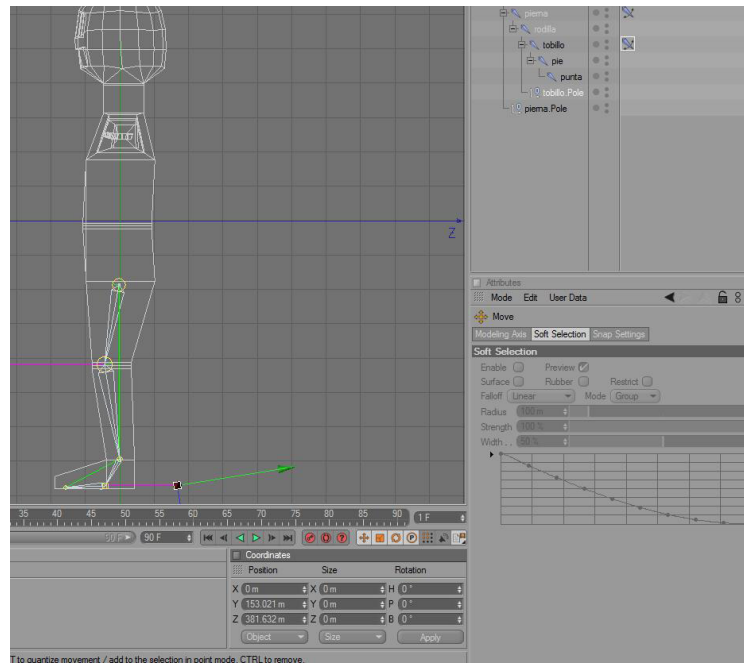 pierna
rodilla
tobillo
pie
punta
tobillo.Pole
pierna.Pole
Z
Attributes
Mode Edit User Data
Move
Modeling Axis Soft Selection Snap Settings
Soft Selection
Enable Preview
Surface Rubber Restrict
Falloff Linear Mode Group
Radius 100 m
Strength 100 %
Width . . 50 %
35 40 45 50 55 60 65 70 75 80 85 90 1 F
90 F 90 F
Coordinates
Position Size Rotation
X 0 m X 0 m H 0 °
Y 153.021 m Y 0 m P 0 °
Z 381.632 m Z 0 m B 0 °
Object Size Apply
T to quantize movement / add to the selection in point mode, CTRL to remove.